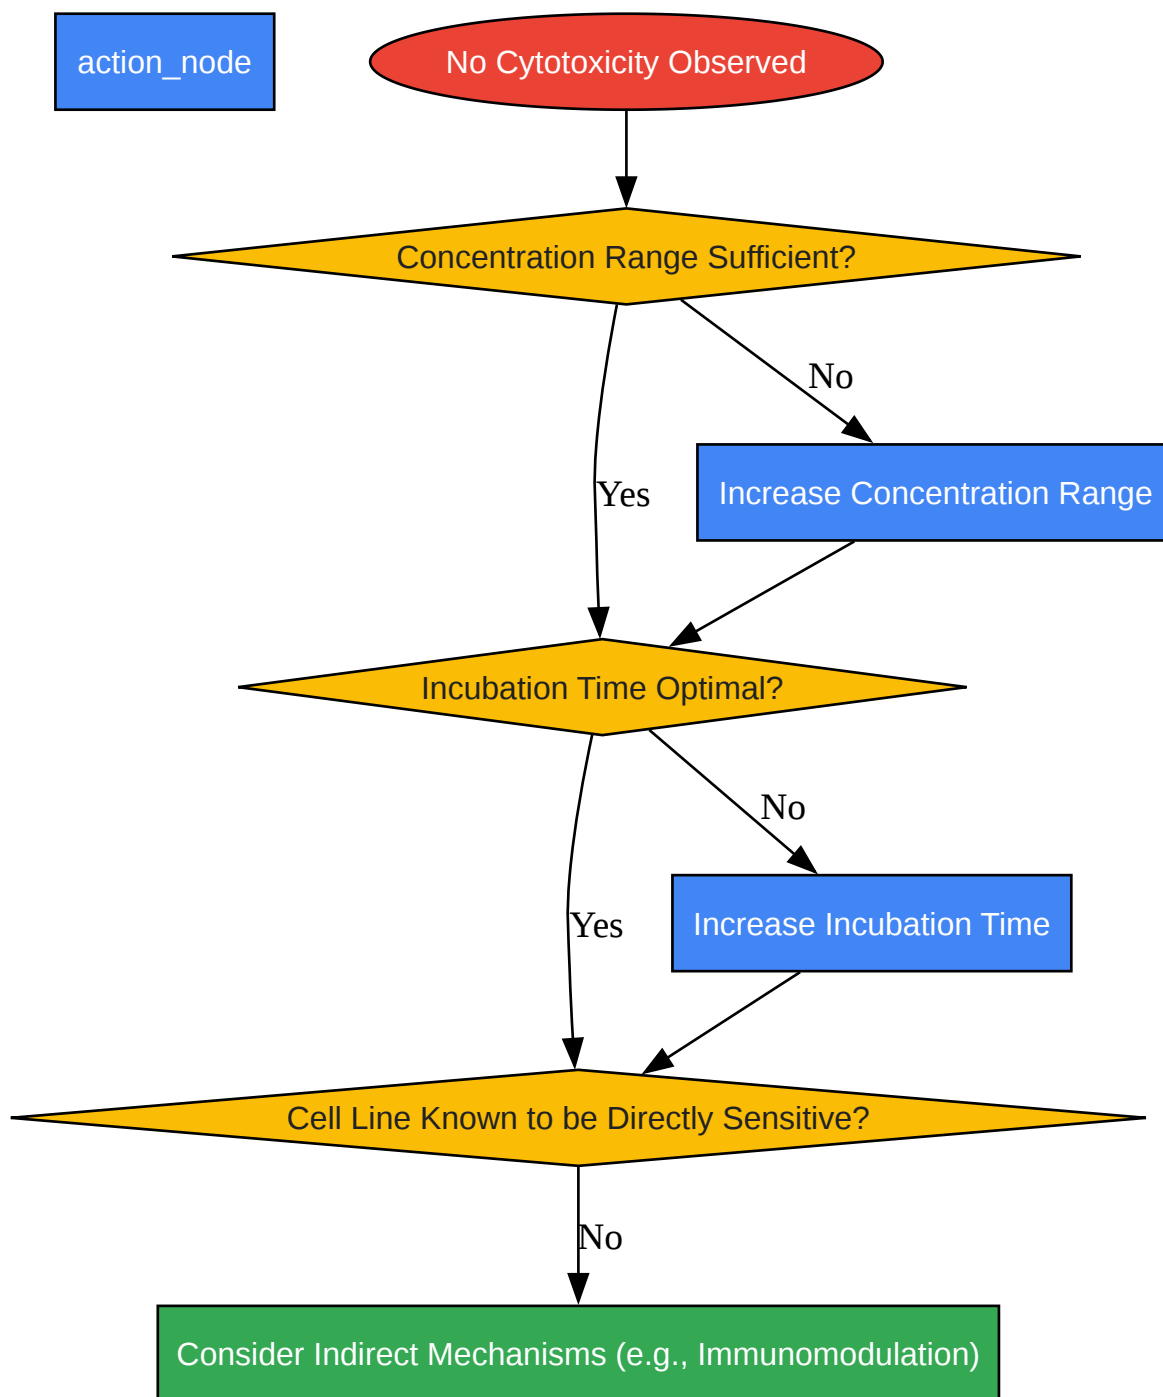 action_node
No Cytotoxicity Observed
Concentration Range Sufficient?
No
Yes
Increase Concentration Range
Incubation Time Optimal?
No
Yes
Increase Incubation Time
Cell Line Known to be Directly Sensitive?
No
Consider Indirect Mechanisms (e.g., Immunomodulation)